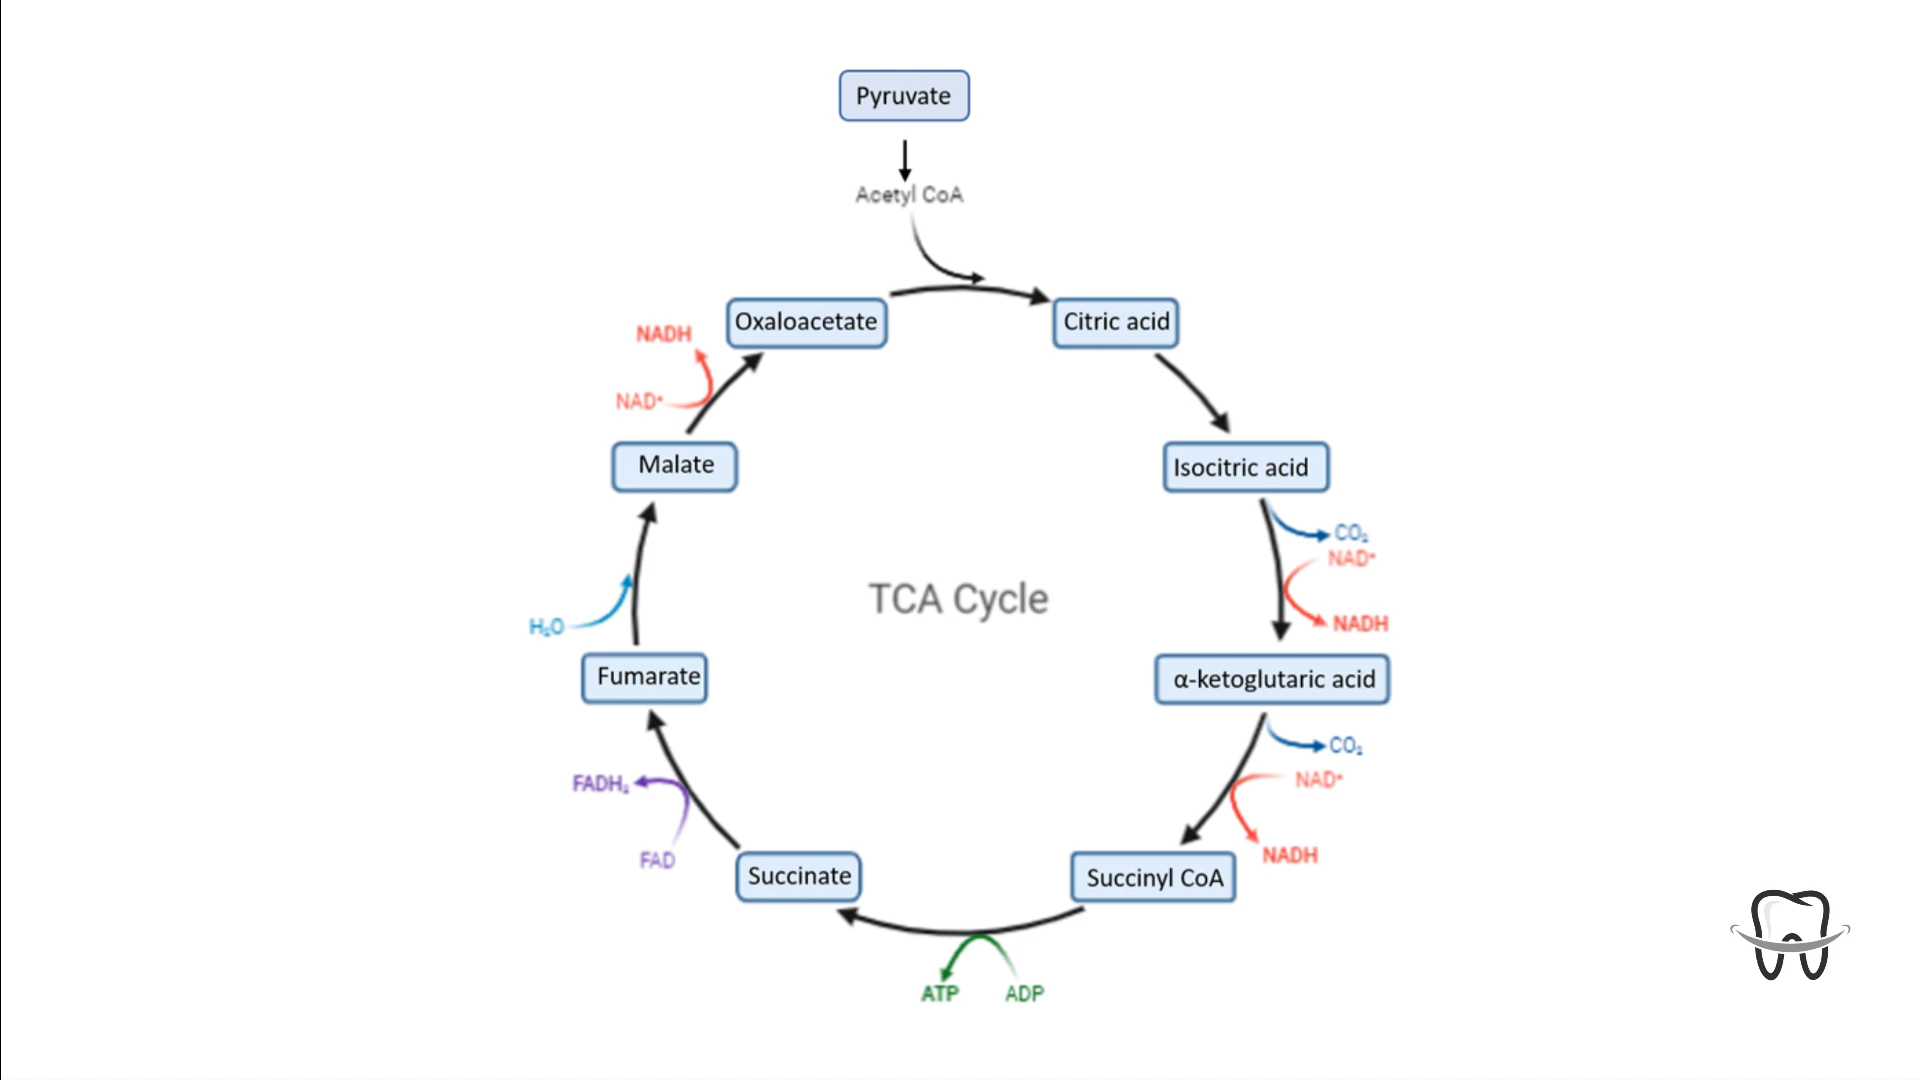 Pyruvate
Acetyl CoA
Oxaloacetate
Citric acid
NADH
NAD⁺
Malate
Isocitric acid
CO₂
NAD⁺
NADH
TCA Cycle
H₂O
Fumarate
α-ketoglutaric acid
CO₂
NAD⁺
NADH
FADH₂
FAD
Succinate
Succinyl CoA
ATP
ADP